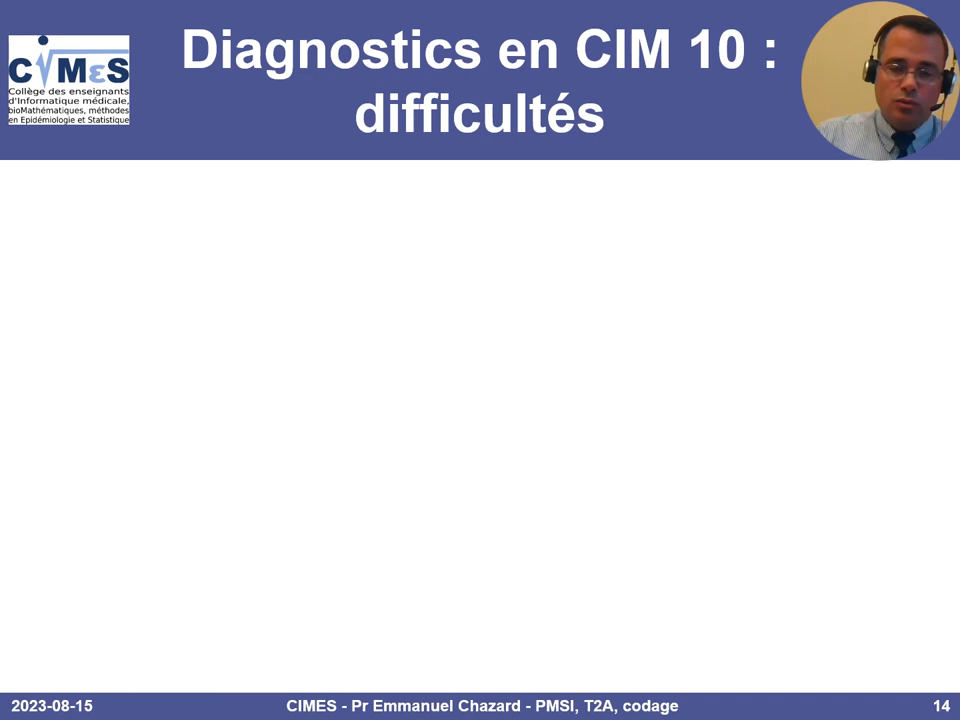 Diagnostics en CIM 10 :
difficultés
CiMεS
Collège des enseignants
d'Informatique médicale,
bioMathématiques, méthodes
en Epidémiologie et Statistique
2023-08-15
CIMES - Pr Emmanuel Chazard - PMSI, T2A, codage
14